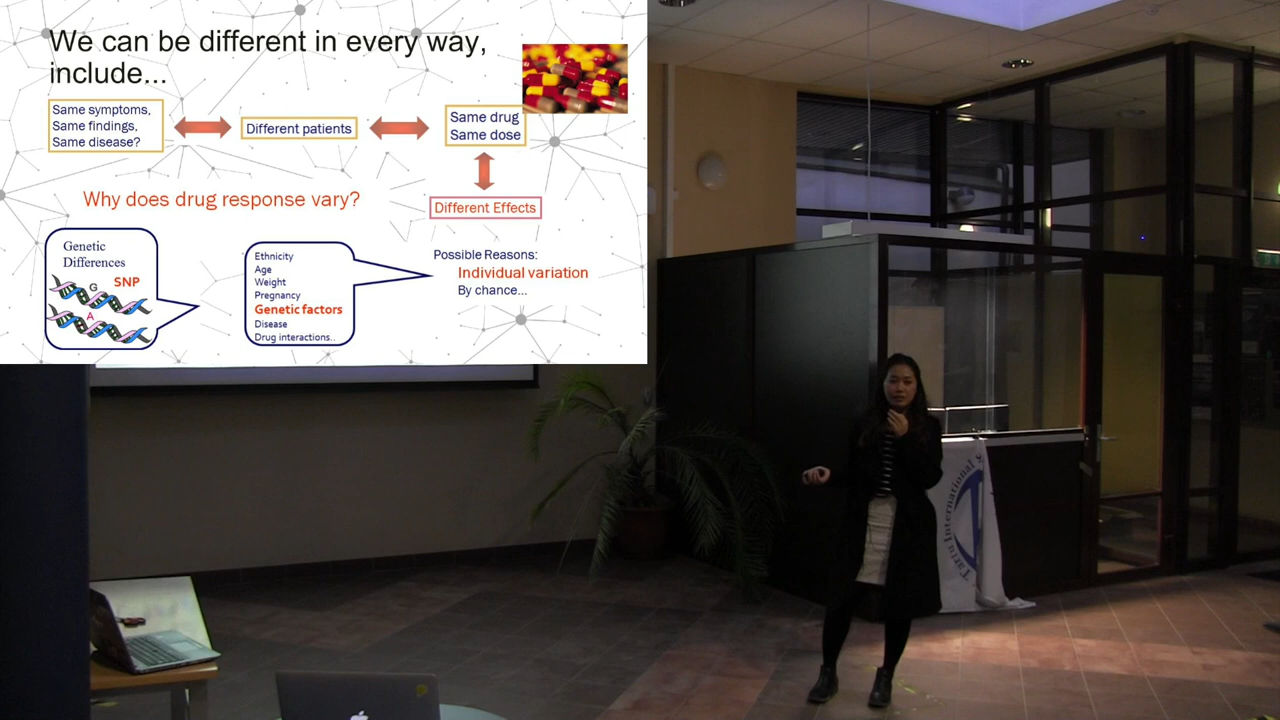 We can be different in every way,
include...
Same symptoms,
Same findings,
Same disease?
Different patients
Same drug
Same dose
Why does drug response vary?
Different Effects
Genetic
Differences
SNP
G
A
Ethnicity
Age
Weight
Pregnancy
Genetic factors
Disease
Drug interactions..
Possible Reasons:
Individual variation
By chance...
Tartu International